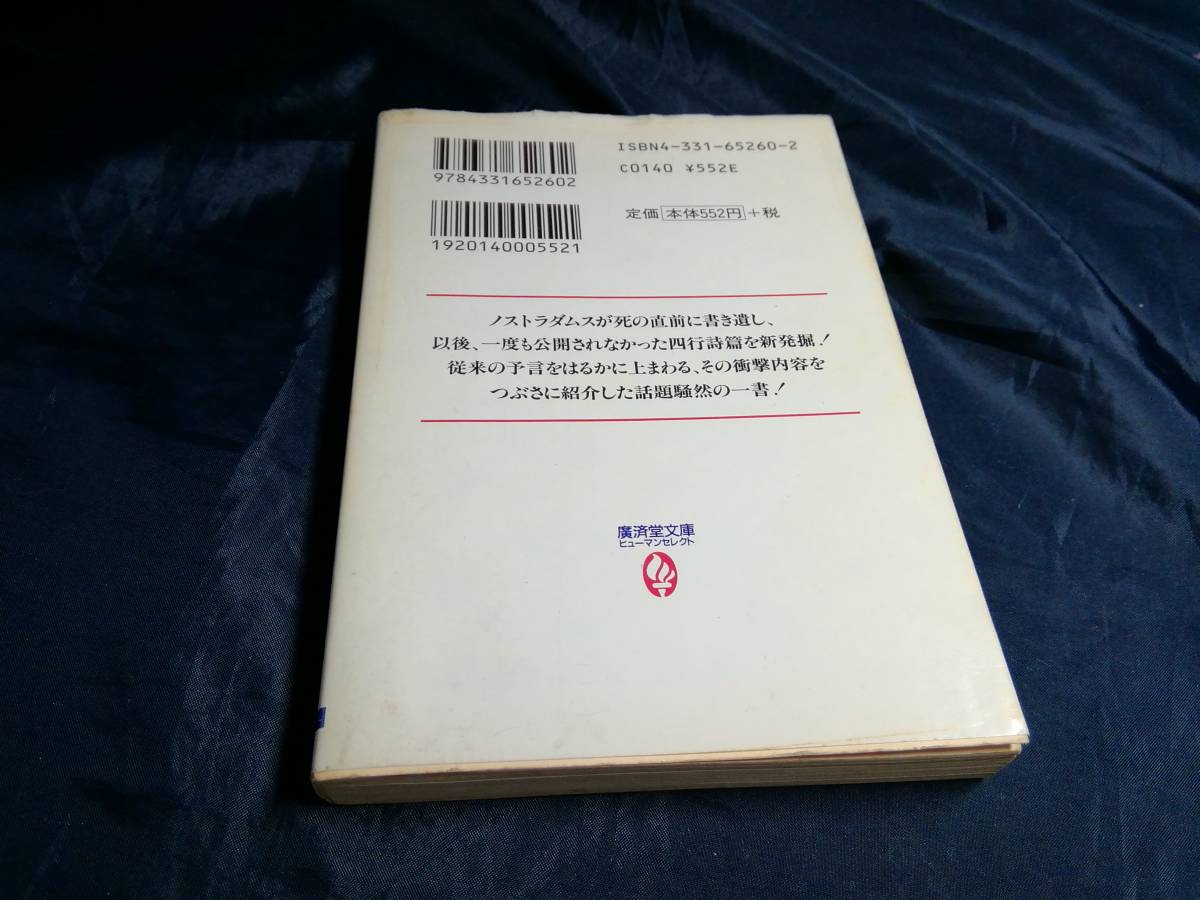 ISBN4-331-65260-2
9784331652602
C0140 ¥552E
定価 本体552円 +税
1920140005521
ノストラダムスが死の直前に書き遺し、
以後、一度も公開されなかった四行詩篇を新発掘!
従来の予言をはるかに上まわる、その衝撃内容を
つぶさに紹介した話題騒然の一書!
廣済堂文庫
ヒューマンセレクト